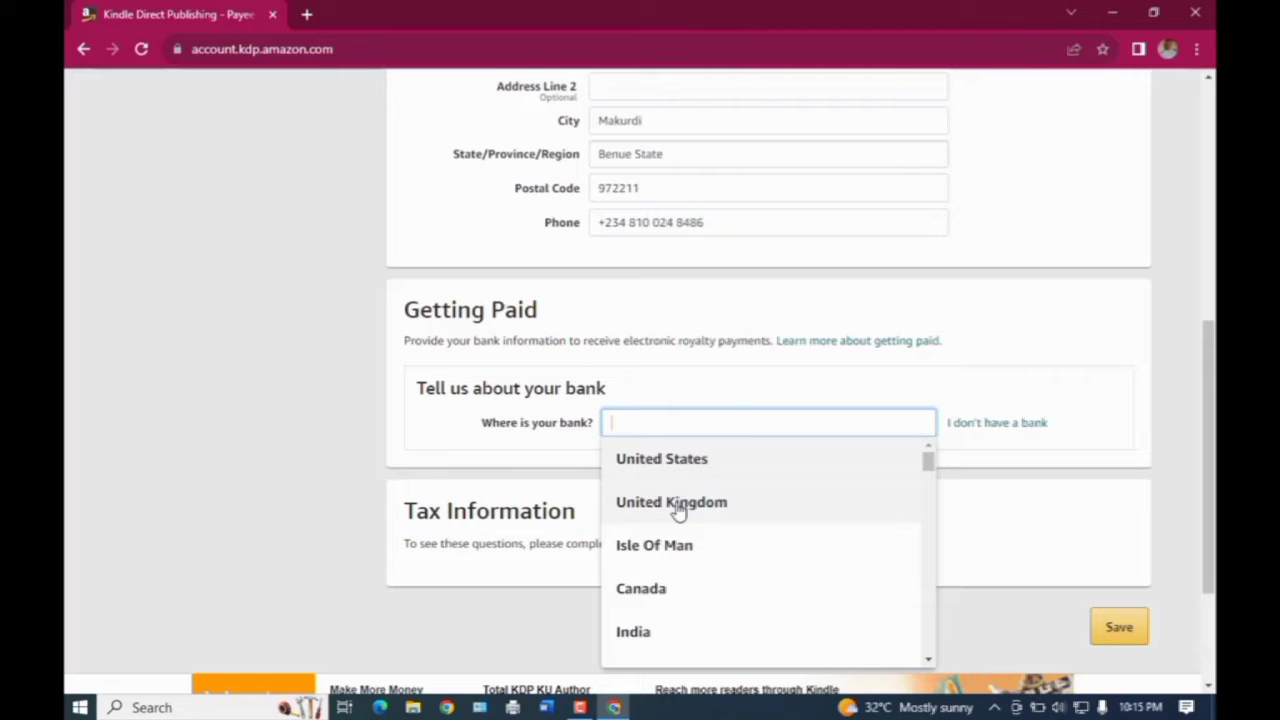 Kindle Direct Publishing - Payee
account.kdp.amazon.com
Address Line 2
Optional
City
Makurdi
State/Province/Region
Benue State
Postal Code
972211
Phone
+234 810 024 8486
Getting Paid
Provide your bank information to receive electronic royalty payments. Learn more about getting paid.
Tell us about your bank
Where is your bank?
I don't have a bank
United States
United Kingdom
Isle Of Man
Canada
India
Tax Information
To see these questions, please comple
Save
Make More Money
Total KDP KU Author
Reach more readers through Kindle
Search
32°C Mostly sunny
10:15 PM